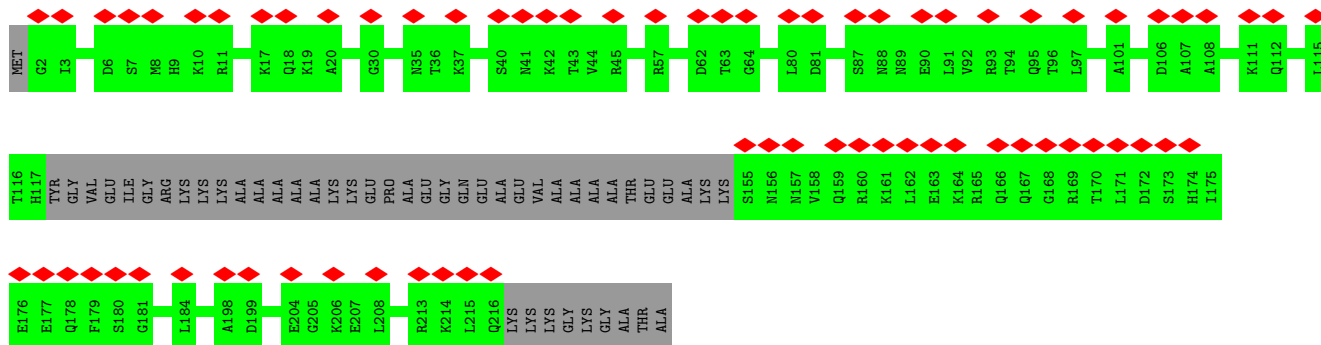 MET G2 I3 D6 S7 M8 H9 K10 R11 K17 Q18 K19 A20 G30 N35 T36 K37 S40 N41 K42 T43 V44 R45 R57 D62 T63 G64 L80 D81 S87 N88 N89 E90 L91 V92 R93 T94 Q95 T96 L97 A101 D106 A107 A108 K111 Q112 L115
T116 H117 TYR GLY VAL GLU ILE GLY ARG LYS LYS LYS ALA ALA ALA ALA ALA LYS LYS GLU PRO ALA GLU GLY GLN GLU ALA GLU VAL ALA ALA ALA ALA THR GLU GLU ALA LYS LYS S155 N156 N157 V158 Q159 R160 K161 L162 E163 K164 R165 Q166 Q167 G168 R169 T170 L171 D172 S173 H174 I175
E176 E177 Q178 F179 S180 G181 L184 A198 D199 E204 G205 K206 E207 L208 R213 K214 L215 Q216 LYS LYS LYS GLY LYS GLY ALA THR ALA